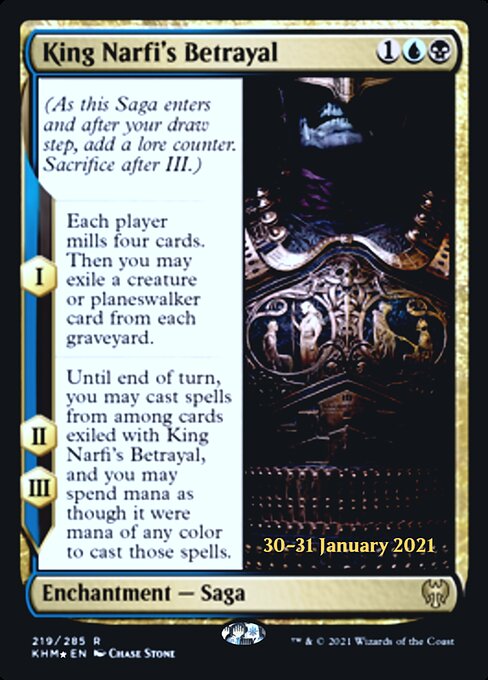 King Narfi's Betrayal 1
(As this Saga enters
and after your draw
step, add a lore counter.
Sacrifice after III.)
I
Each player
mills four cards.
Then you may
exile a creature
or planeswalker
card from each
graveyard.
II
III
Until end of turn,
you may cast spells
from among cards
exiled with King
Narfi's Betrayal,
and you may
spend mana as
though it were
mana of any color
to cast those spells.
30–31 January 2021
Enchantment — Saga
219/285 R
KHM★EN Chase Stone
™ & © 2021 Wizards of the Coast